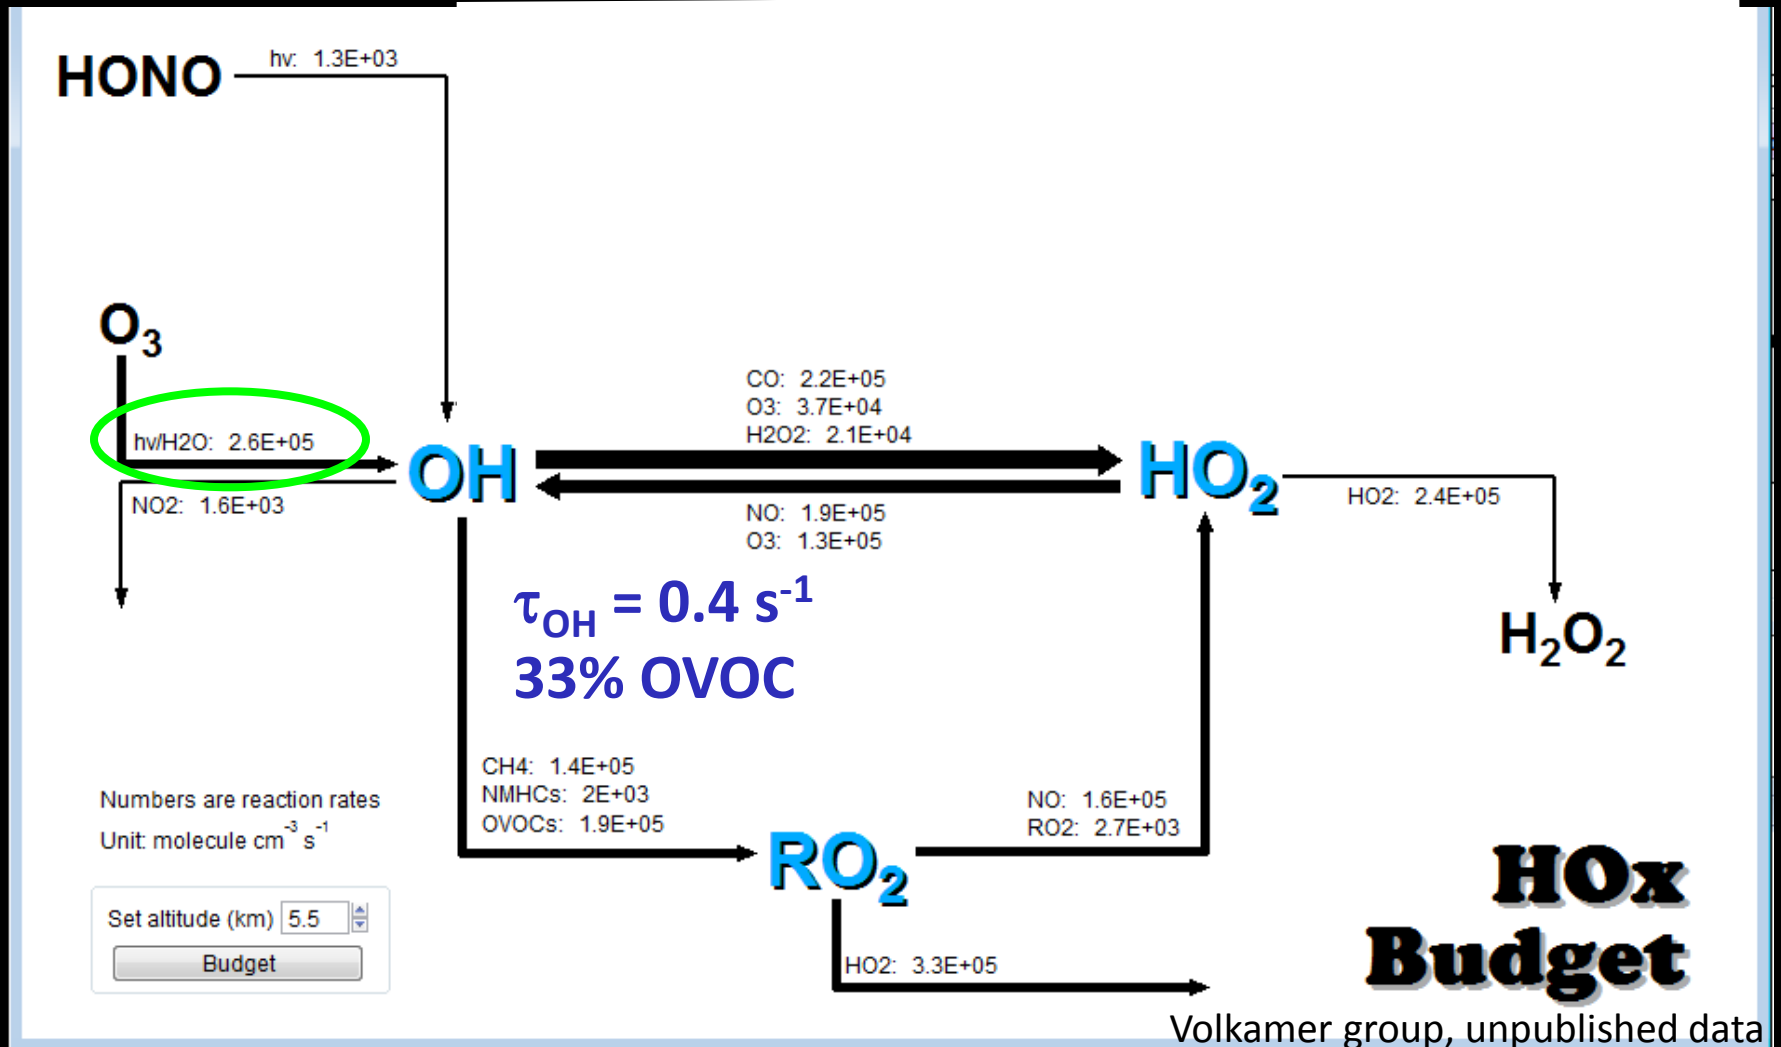 HONO
hv: 1.3E+03
O3
hv/H2O: 2.6E+05
NO2: 1.6E+03
OH
CO: 2.2E+05
O3: 3.7E+04
H2O2: 2.1E+04
NO: 1.9E+05
O3: 1.3E+05
HO2
HO2: 2.4E+05
H2O2
τOH = 0.4 s-1
33% OVOC
CH4: 1.4E+05
NMHCs: 2E+03
OVOCs: 1.9E+05
RO2
NO: 1.6E+05
RO2: 2.7E+03
HO2: 3.3E+05
Numbers are reaction rates
Unit: molecule cm-3 s-1
Set altitude (km) 5.5
Budget
HOx
Budget
Volkamer group, unpublished data